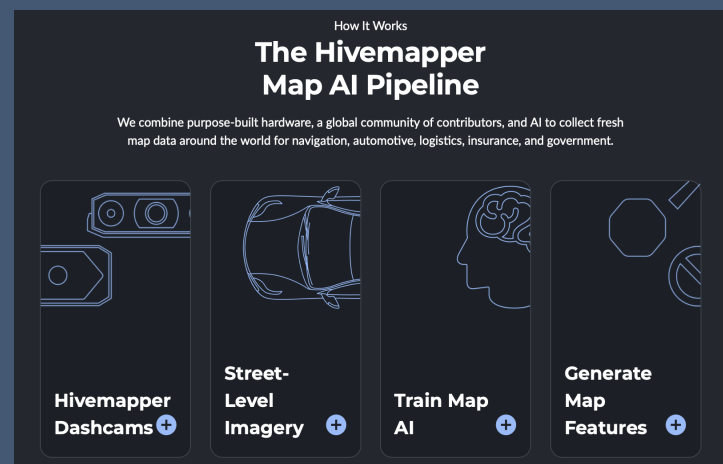 How It Works
The Hivemapper
Map AI Pipeline
We combine purpose-built hardware, a global community of contributors, and AI to collect fresh
map data around the world for navigation, automotive, logistics, insurance, and government.
Hivemapper
Dashcams
Street-
Level
Imagery
Train Map
AI
Generate
Map
Features